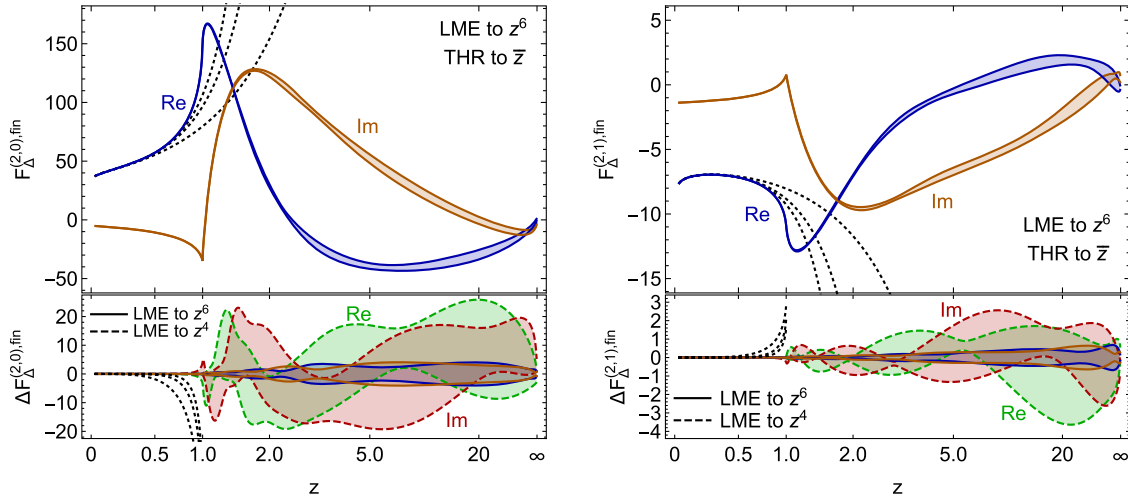 LME to z^6
THR to z̄
Re
Im
F_Δ^{(2,0),fin}
150
100
50
0
−50
LME to z^6
LME to z^4
Re
Im
ΔF_Δ^{(2,0),fin}
20
10
0
−10
−20
0 0.5 1.0 2.0 5.0 20 ∞
z
F_Δ^{(2,1),fin}
5
0
−5
−10
−15
Re
Im
LME to z^6
THR to z̄
ΔF_Δ^{(2,1),fin}
3
2
1
0
−1
−2
−3
−4
Im
Re
LME to z^6
LME to z^4
0 0.5 1.0 2.0 5.0 20 ∞
z